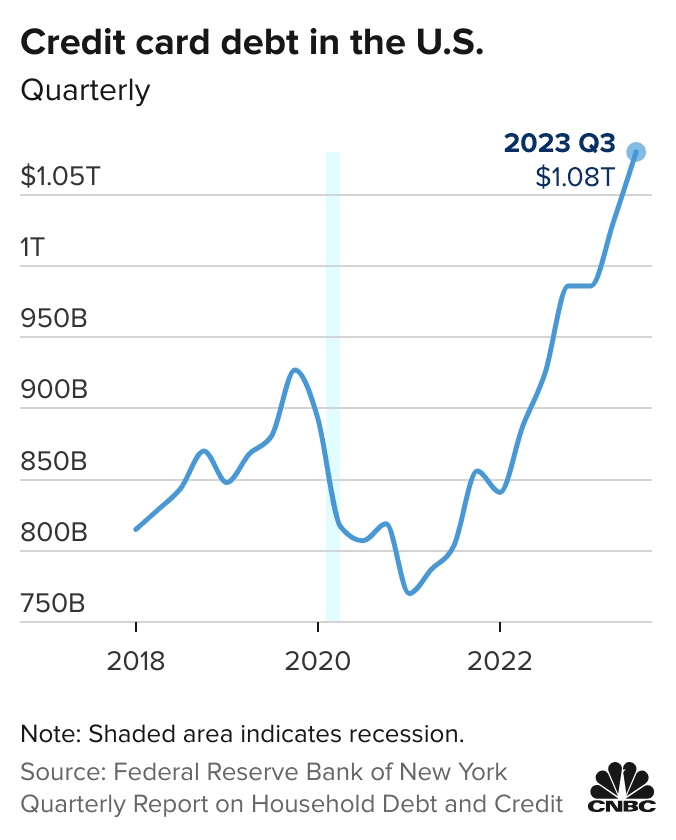 Credit card debt in the U.S.
Quarterly
2023 Q3
$1.08T
$1.05T
1T
950B
900B
850B
800B
750B
2018 2020 2022
Note: Shaded area indicates recession.
Source: Federal Reserve Bank of New York
Quarterly Report on Household Debt and Credit
CNBC